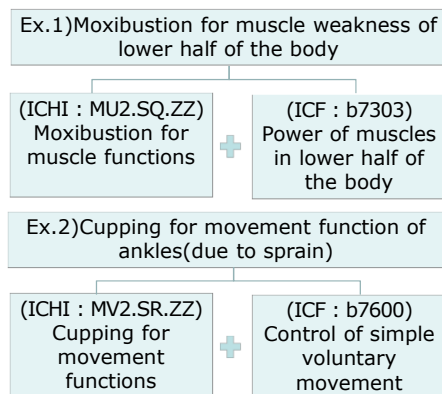 Ex.1)Moxibustion for muscle weakness of
lower half of the body
(ICHI : MU2.SQ.ZZ)
Moxibustion for
muscle functions
(ICF : b7303)
Power of muscles
in lower half of
the body
Ex.2)Cupping for movement function of
ankles(due to sprain)
(ICHI : MV2.SR.ZZ)
Cupping for
movement
functions
(ICF : b7600)
Control of simple
voluntary
movement